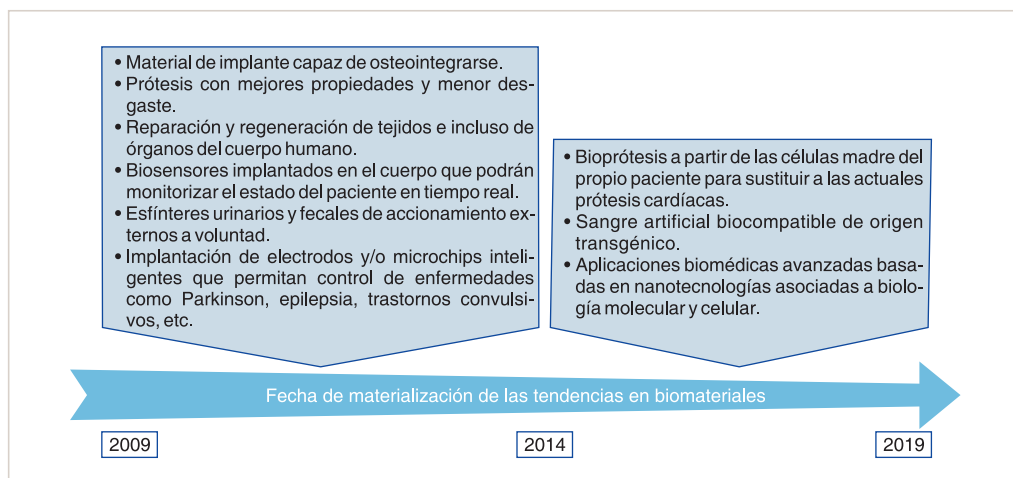 • Material de implante capaz de osteointegrarse.
• Prótesis con mejores propiedades y menor des-
gaste.
• Reparación y regeneración de tejidos e incluso de
órganos del cuerpo humano.
• Biosensores implantados en el cuerpo que podrán
monitorizar el estado del paciente en tiempo real.
• Esfínteres urinarios y fecales de accionamiento ex-
ternos a voluntad.
• Implantación de electrodos y/o microchips inteli-
gentes que permitan control de enfermedades
como Parkinson, epilepsia, trastornos convulsi-
vos, etc.
• Bioprótesis a partir de las células madre del
propio paciente para sustituir a las actuales
prótesis cardíacas.
• Sangre artificial biocompatible de origen
transgénico.
• Aplicaciones biomédicas avanzadas basa-
das en nanotecnologías asociadas a biolo-
gía molecular y celular.
Fecha de materialización de las tendencias en biomateriales
2009
2014
2019